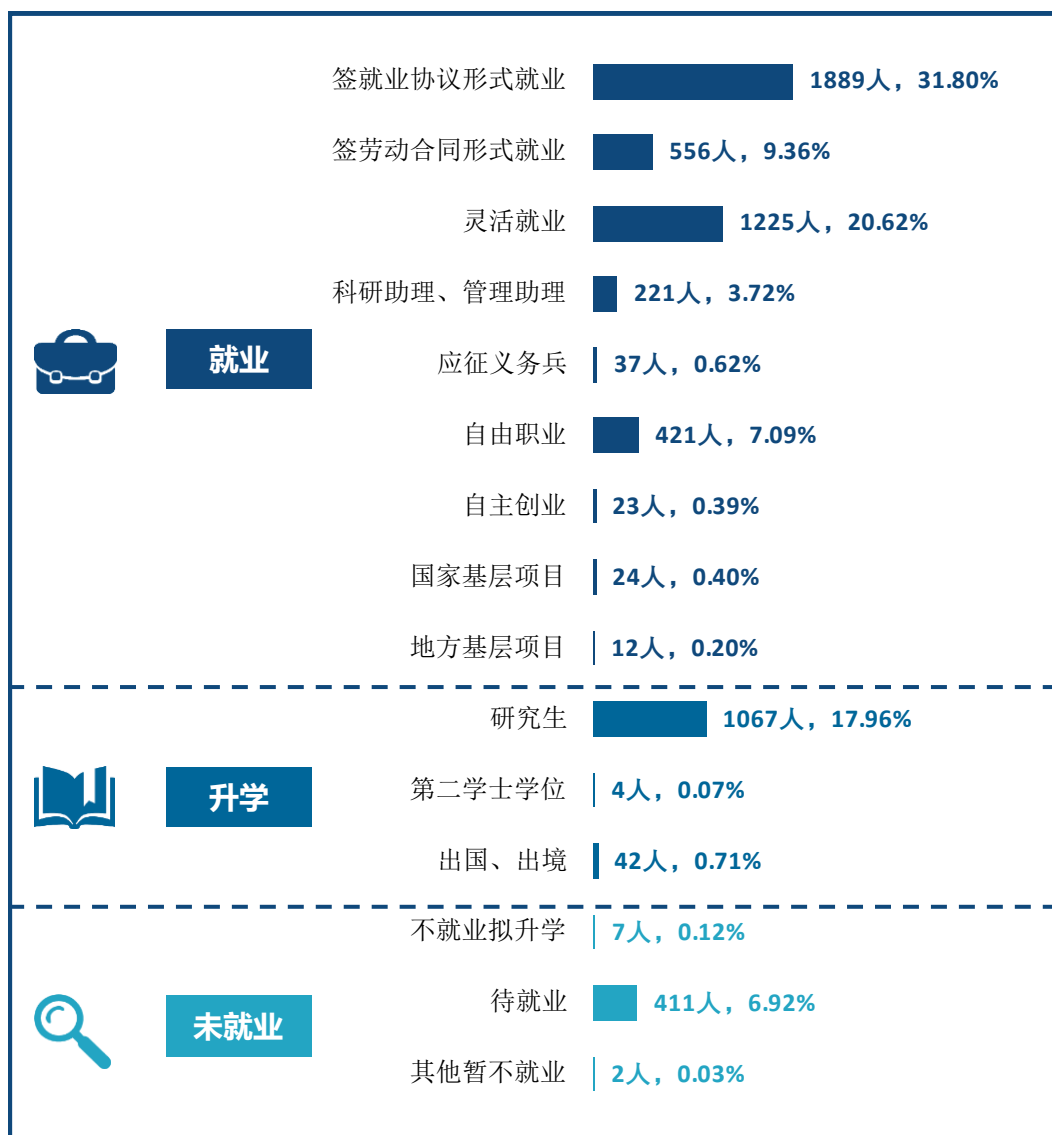 签就业协议形式就业 1889人，31.80%
签劳动合同形式就业 556人，9.36%
灵活就业 1225人，20.62%
科研助理、管理助理 221人，3.72%
就业
应征义务兵 37人，0.62%
自由职业 421人，7.09%
自主创业 23人，0.39%
国家基层项目 24人，0.40%
地方基层项目 12人，0.20%
研究生 1067人，17.96%
升学
第二学士学位 4人，0.07%
出国、出境 42人，0.71%
不就业拟升学 7人，0.12%
待就业 411人，6.92%
未就业
其他暂不就业 2人，0.03%